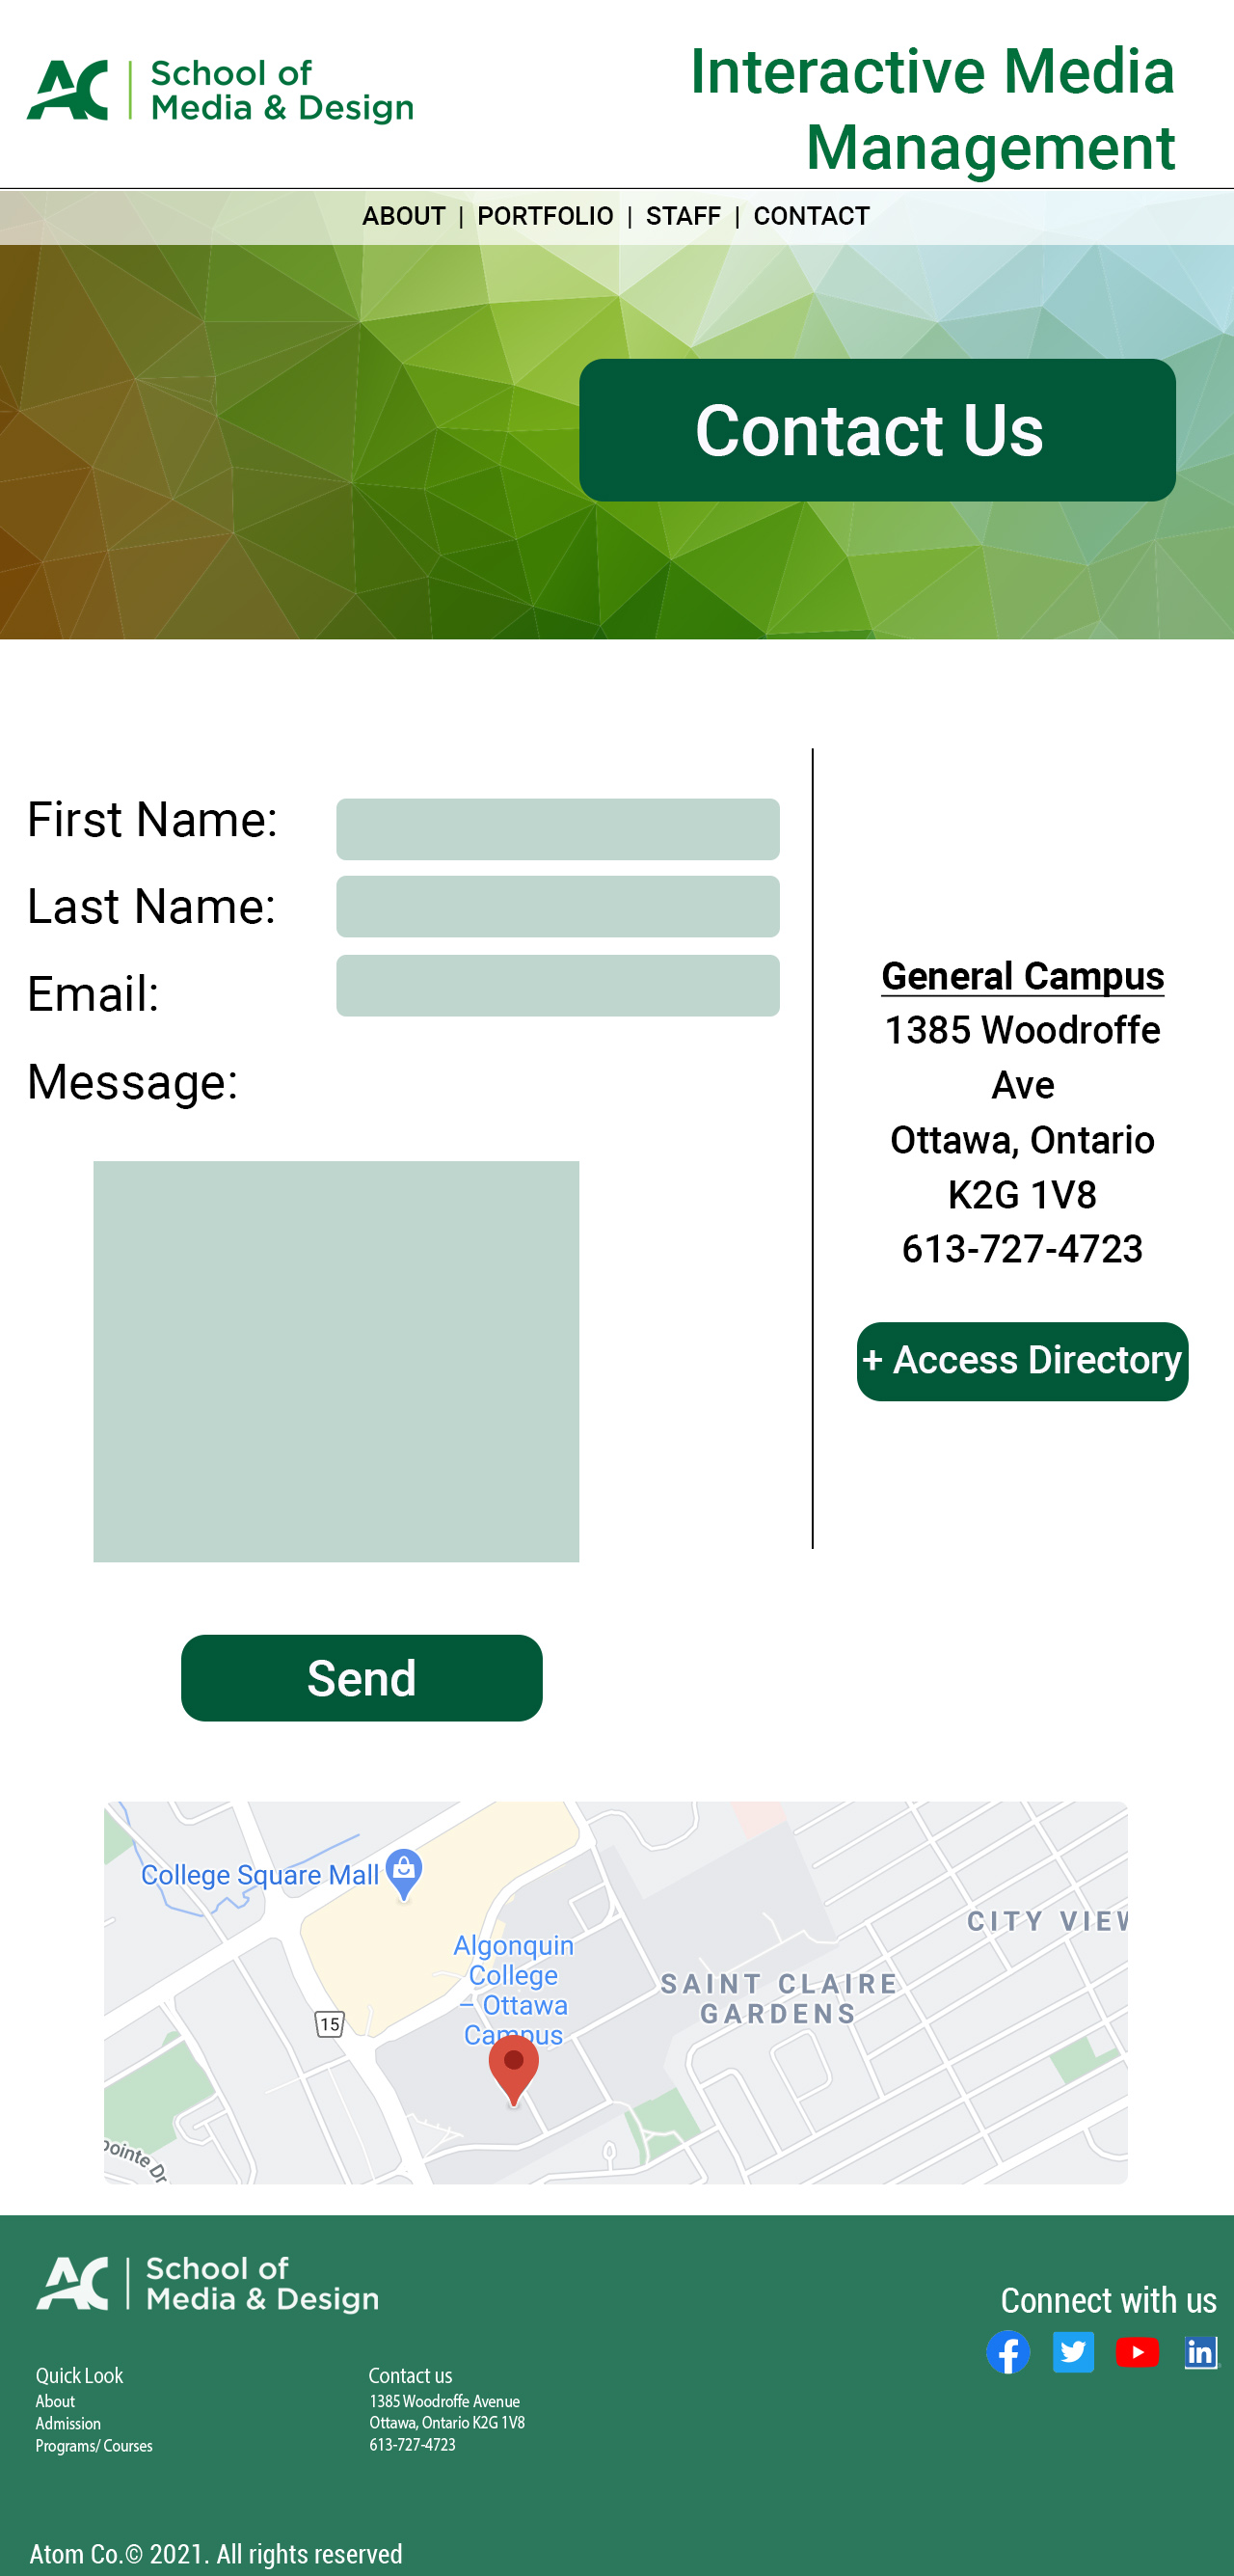 AC School of
Media & Design
Interactive Media
Management
ABOUT | PORTFOLIO | STAFF | CONTACT
Contact Us
First Name:
Last Name:
Email:
Message:
General Campus
1385 Woodroffe
Ave
Ottawa, Ontario
K2G 1V8
613-727-4723
+ Access Directory
Send
College Square Mall
CITY VIEW
Algonquin
College
– Ottawa
Campus
SAINT CLAIRE
GARDENS
15
pointe Dr
AC School of
Media & Design
Connect with us
in
Quick Look
About
Admission
Programs/ Courses
Contact us
1385 Woodroffe Avenue
Ottawa, Ontario K2G 1V8
613-727-4723
Atom Co.© 2021. All rights reserved